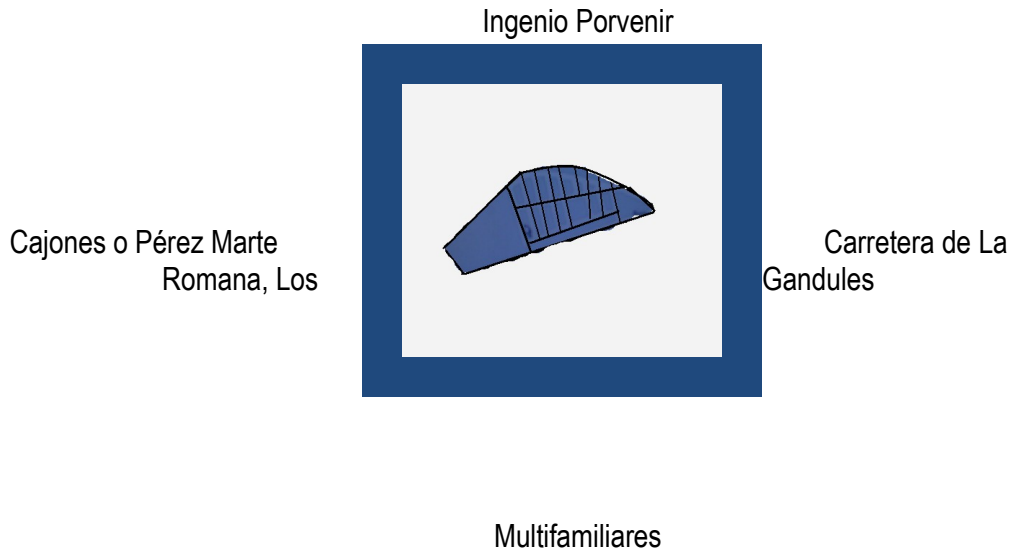 Ingenio Porvenir
Cajones o Pérez Marte Carretera de La
Romana, Los Gandules
Multifamiliares